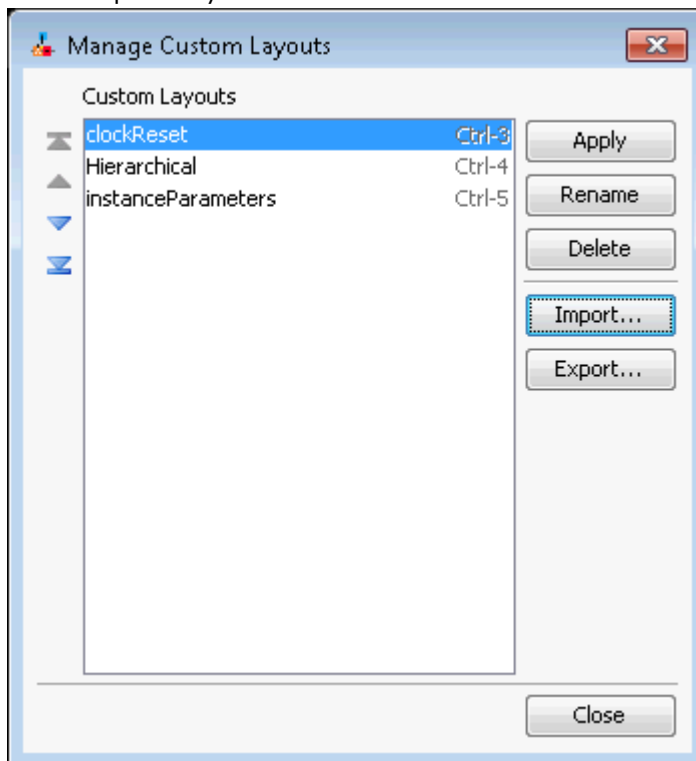 Manage Custom Layouts
Custom Layouts
clockReset Ctrl-3
Hierarchical Ctrl-4
instanceParameters Ctrl-5
Apply
Rename
Delete
Import...
Export...
Close